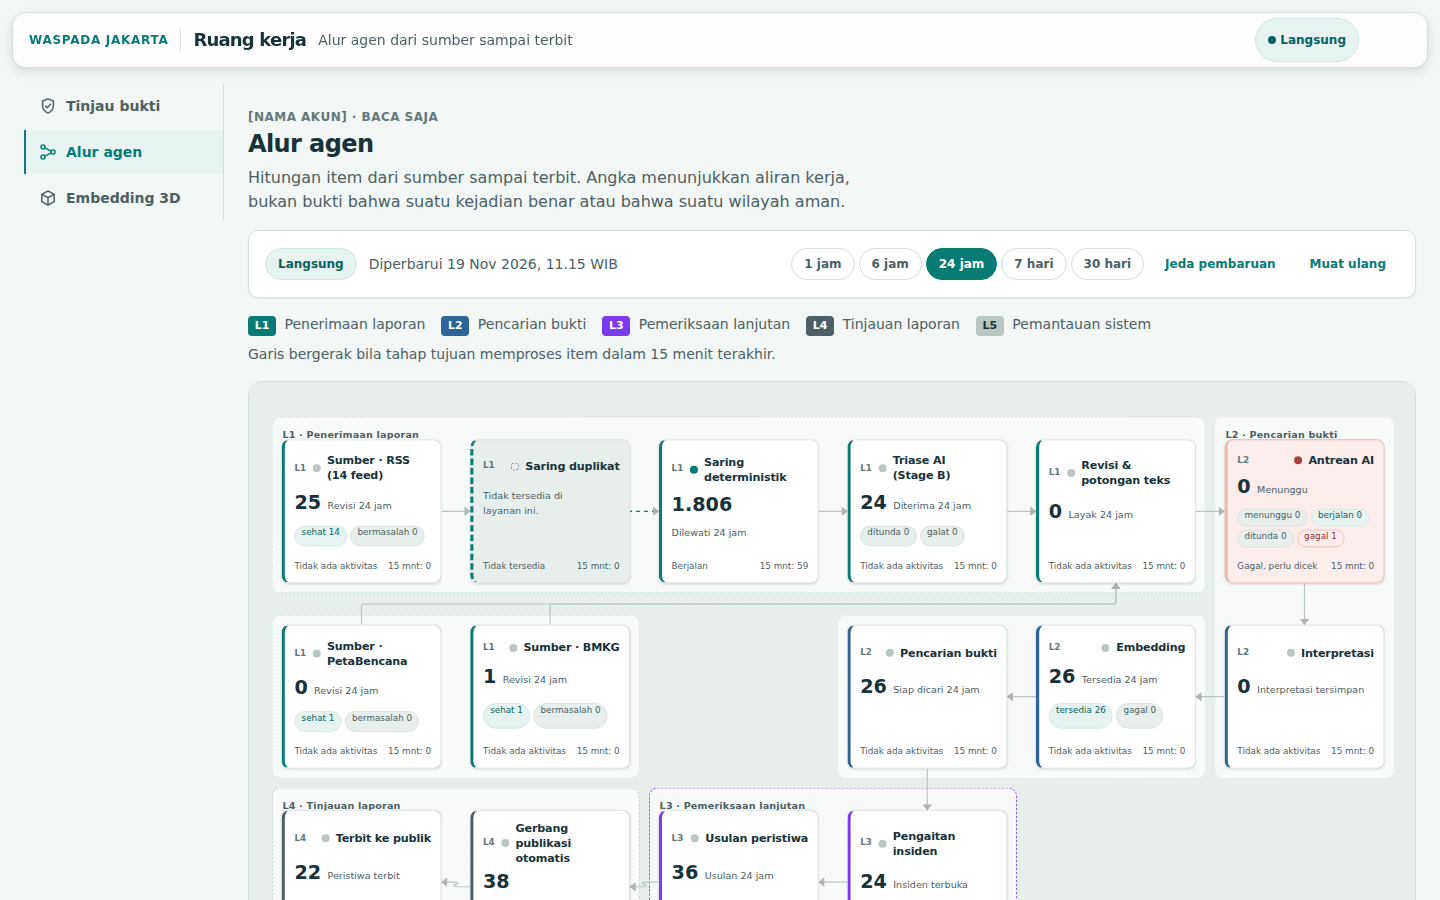 WASPADA JAKARTA
Ruang kerja
Alur agen dari sumber sampai terbit
Langsung
Tinjau bukti
Alur agen
Embedding 3D
[NAMA AKUN] · BACA SAJA
Alur agen
Hitungan item dari sumber sampai terbit. Angka menunjukkan aliran kerja,
bukan bukti bahwa suatu kejadian benar atau bahwa suatu wilayah aman.
Langsung
Diperbarui 19 Nov 2026, 11.15 WIB
1 jam
6 jam
24 jam
7 hari
30 hari
Jeda pembaruan
Muat ulang
L1 Penerimaan laporan
L2 Pencarian bukti
L3 Pemeriksaan lanjutan
L4 Tinjauan laporan
L5 Pemantauan sistem
Garis bergerak bila tahap tujuan memproses item dalam 15 menit terakhir.
L1 · Penerimaan laporan
L1
Sumber · RSS
(14 feed)
25 Revisi 24 jam
sehat 14
bermasalah 0
Tidak ada aktivitas
15 mnt: 0
L1
Saring duplikat
Tidak tersedia di
layanan ini.
Tidak tersedia
15 mnt: 0
L1
Saring
deterministik
1.806
Dilewati 24 jam
Berjalan
15 mnt: 59
L1
Triase AI
(Stage B)
24 Diterima 24 jam
ditunda 0
galat 0
Tidak ada aktivitas
15 mnt: 0
L1
Revisi &
potongan teks
0 Layak 24 jam
Tidak ada aktivitas
15 mnt: 0
L2 · Pencarian bukti
L2
Antrean AI
0 Menunggu
menunggu 0
berjalan 0
ditunda 0
gagal 1
Gagal, perlu dicek
15 mnt: 0
L1
Sumber ·
PetaBencana
0 Revisi 24 jam
sehat 1
bermasalah 0
Tidak ada aktivitas
15 mnt: 0
L1
Sumber · BMKG
1 Revisi 24 jam
sehat 1
bermasalah 0
Tidak ada aktivitas
15 mnt: 0
L2
Pencarian bukti
26 Siap dicari 24 jam
Tidak ada aktivitas
15 mnt: 0
L2
Embedding
26 Tersedia 24 jam
tersedia 26
gagal 0
Tidak ada aktivitas
15 mnt: 0
L2
Interpretasi
0 Interpretasi tersimpan
Tidak ada aktivitas
15 mnt: 0
L4 · Tinjauan laporan
L4
Terbit ke publik
22 Peristiwa terbit
L4
Gerbang
publikasi
otomatis
38
L3 · Pemeriksaan lanjutan
L3
Usulan peristiwa
36 Usulan 24 jam
L3
Pengaitan
insiden
24 Insiden terbuka